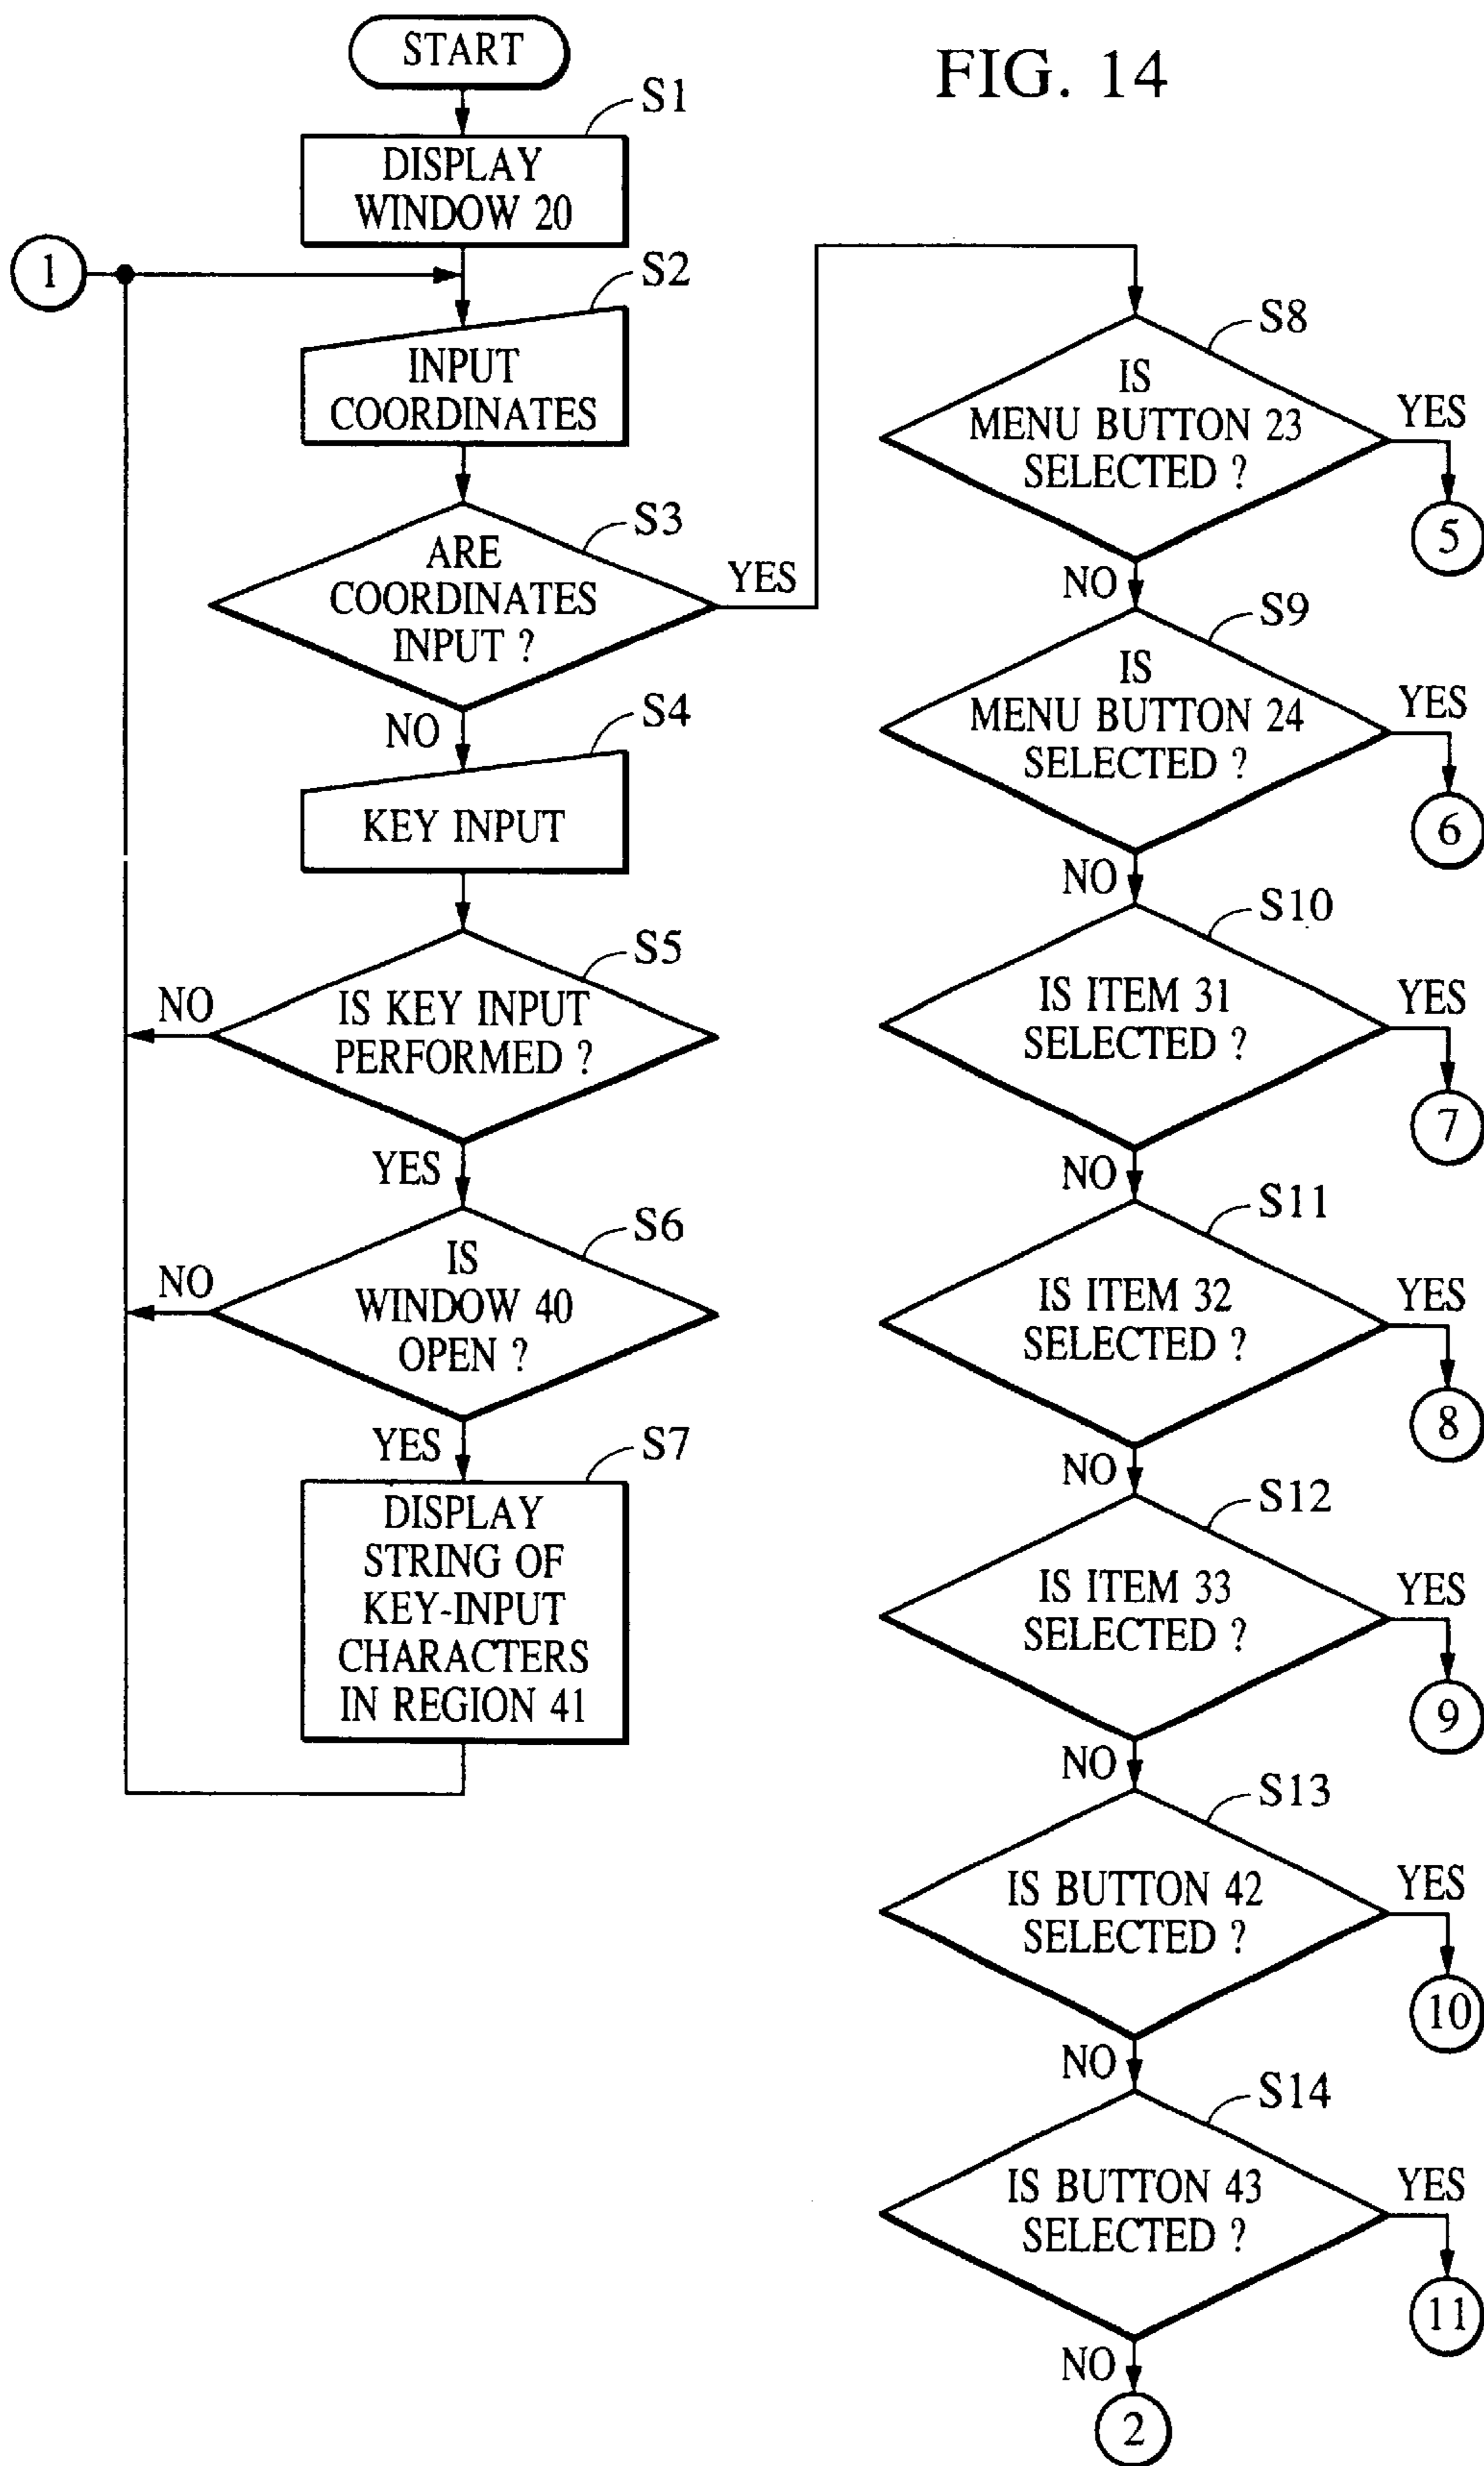 FIG. 14
START
S1
DISPLAY
WINDOW 20
1
S2
INPUT
COORDINATES
S3
ARE
COORDINATES
INPUT ?
YES
NO
S4
KEY INPUT
S5
IS KEY INPUT
PERFORMED ?
NO
YES
S6
IS
WINDOW 40
OPEN ?
NO
YES
S7
DISPLAY
STRING OF
KEY-INPUT
CHARACTERS
IN REGION 41
S8
IS
MENU BUTTON 23
SELECTED ?
YES
5
NO
S9
IS
MENU BUTTON 24
SELECTED ?
YES
6
NO
S10
IS ITEM 31
SELECTED ?
YES
7
NO
S11
IS ITEM 32
SELECTED ?
YES
8
NO
S12
IS ITEM 33
SELECTED ?
YES
9
NO
S13
IS BUTTON 42
SELECTED ?
YES
10
NO
S14
IS BUTTON 43
SELECTED ?
YES
11
NO
2